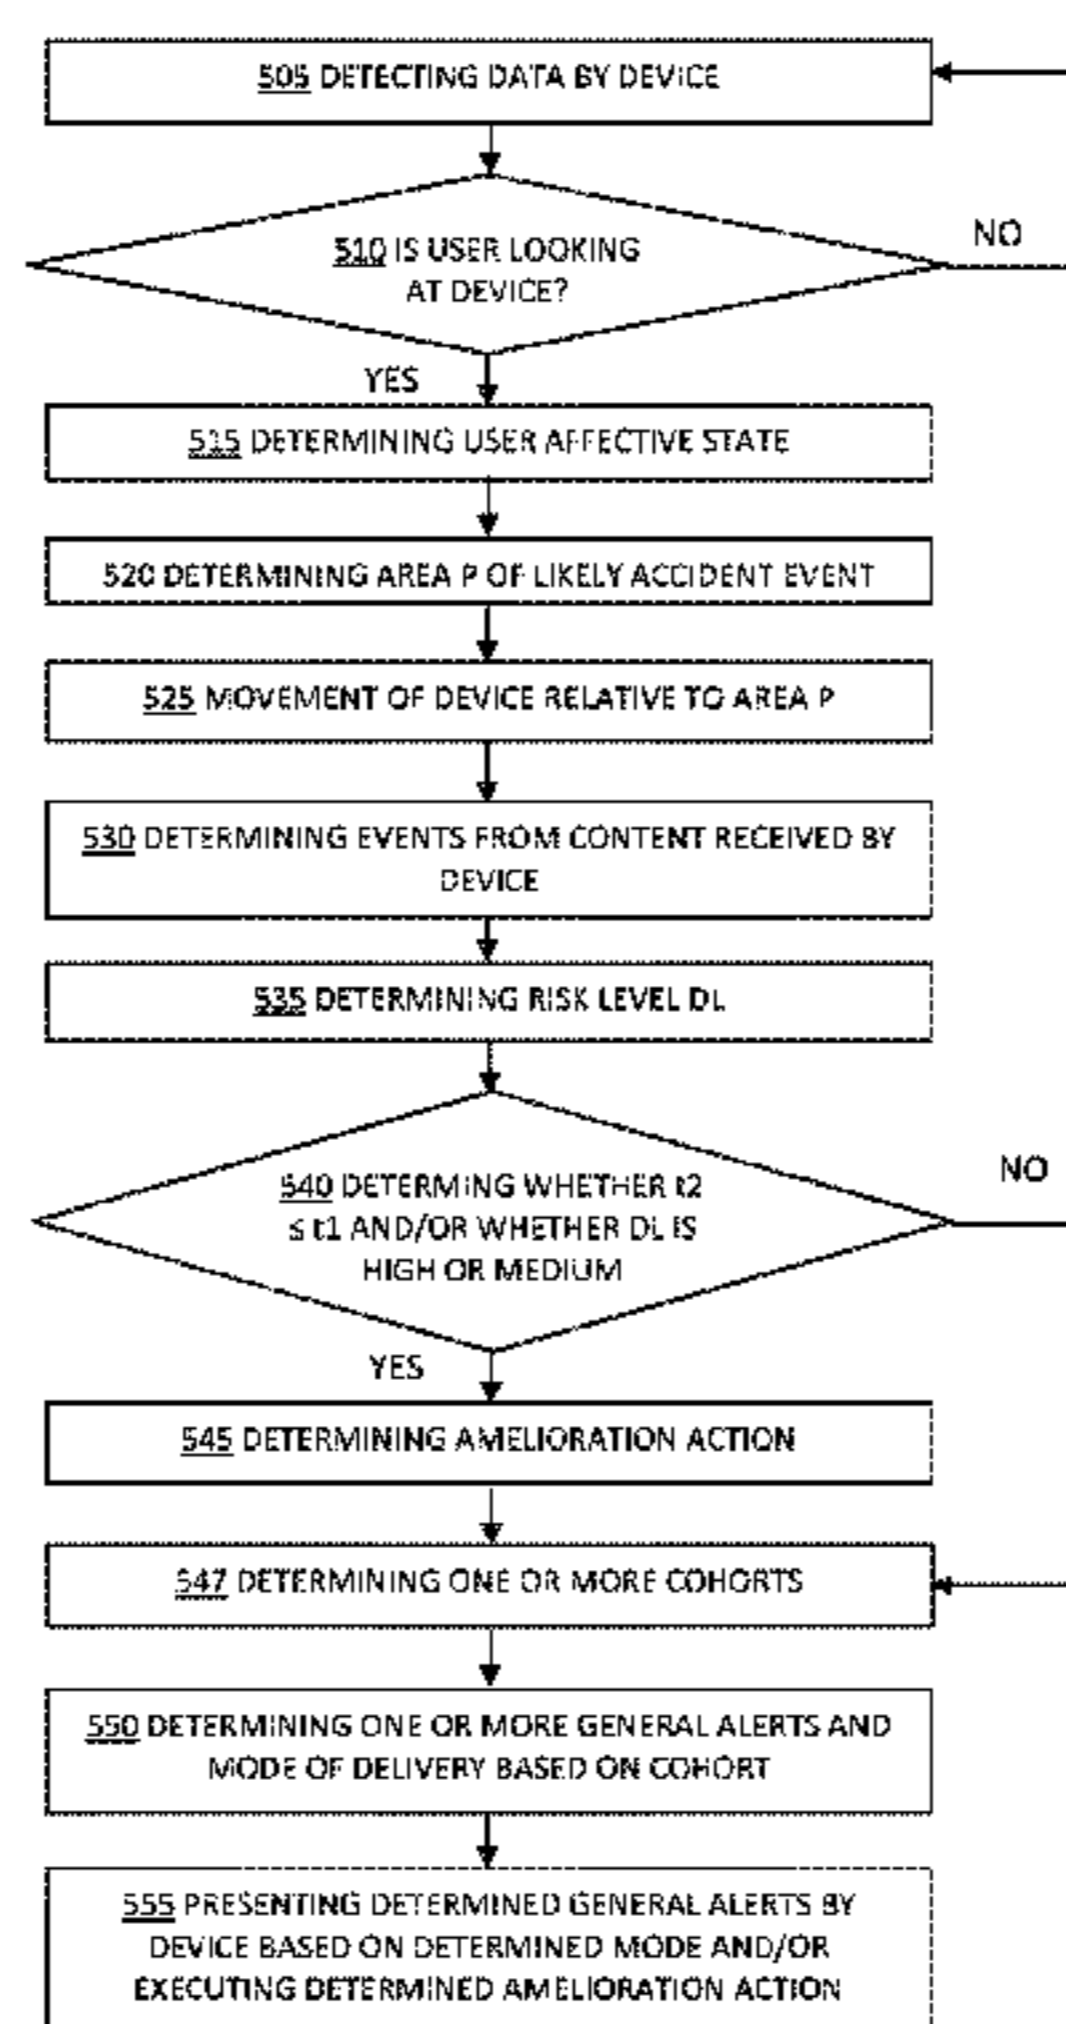 505 DETECTING DATA BY DEVICE
510 IS USER LOOKING
AT DEVICE?
NO
YES
515 DETERMINING USER AFFECTIVE STATE
520 DETERMINING AREA P OF LIKELY ACCIDENT EVENT
525 MOVEMENT OF DEVICE RELATIVE TO AREA P
530 DETERMINING EVENTS FROM CONTENT RECEIVED BY
DEVICE
535 DETERMINING RISK LEVEL DL
540 DETERMING WHETHER t2
≤ t1 AND/OR WHETHER DL IS
HIGH OR MEDIUM
NO
YES
545 DETERMINING AMELIORATION ACTION
547 DETERMINING ONE OR MORE COHORTS
550 DETERMINING ONE OR MORE GENERAL ALERTS AND
MODE OF DELIVERY BASED ON COHORT
555 PRESENTING DETERMINED GENERAL ALERTS BY
DEVICE BASED ON DETERMINED MODE AND/OR
EXECUTING DETERMINED AMELIORATION ACTION